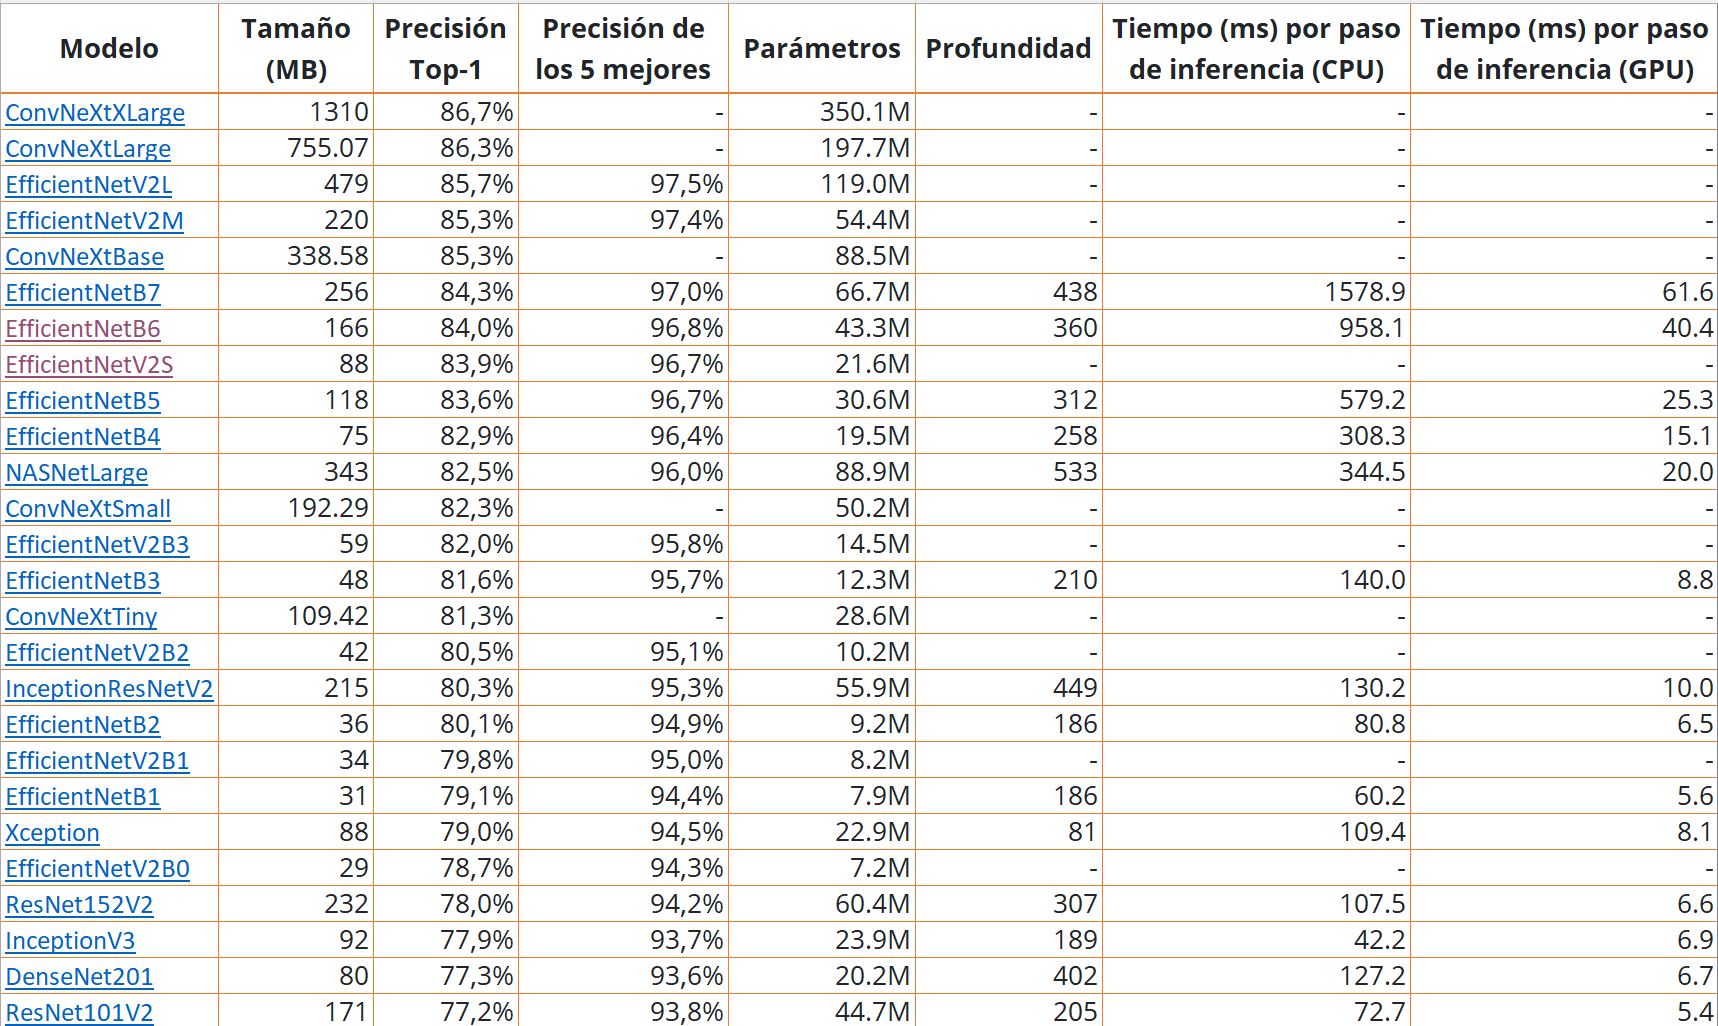 Modelo Tamaño (MB) Precisión Top-1 Precisión de los 5 mejores Parámetros Profundidad Tiempo (ms) por paso de inferencia (CPU) Tiempo (ms) por paso de inferencia (GPU)
ConvNeXtXLarge 1310 86,7% - 350.1M - - -
ConvNeXtLarge 755.07 86,3% - 197.7M - - -
EfficientNetV2L 479 85,7% 97,5% 119.0M - - -
EfficientNetV2M 220 85,3% 97,4% 54.4M - - -
ConvNeXtBase 338.58 85,3% - 88.5M - - -
EfficientNetB7 256 84,3% 97,0% 66.7M 438 1578.9 61.6
EfficientNetB6 166 84,0% 96,8% 43.3M 360 958.1 40.4
EfficientNetV2S 88 83,9% 96,7% 21.6M - - -
EfficientNetB5 118 83,6% 96,7% 30.6M 312 579.2 25.3
EfficientNetB4 75 82,9% 96,4% 19.5M 258 308.3 15.1
NASNetLarge 343 82,5% 96,0% 88.9M 533 344.5 20.0
ConvNeXtSmall 192.29 82,3% - 50.2M - - -
EfficientNetV2B3 59 82,0% 95,8% 14.5M - - -
EfficientNetB3 48 81,6% 95,7% 12.3M 210 140.0 8.8
ConvNeXtTiny 109.42 81,3% - 28.6M - - -
EfficientNetV2B2 42 80,5% 95,1% 10.2M - - -
InceptionResNetV2 215 80,3% 95,3% 55.9M 449 130.2 10.0
EfficientNetB2 36 80,1% 94,9% 9.2M 186 80.8 6.5
EfficientNetV2B1 34 79,8% 95,0% 8.2M - - -
EfficientNetB1 31 79,1% 94,4% 7.9M 186 60.2 5.6
Xception 88 79,0% 94,5% 22.9M 81 109.4 8.1
EfficientNetV2B0 29 78,7% 94,3% 7.2M - - -
ResNet152V2 232 78,0% 94,2% 60.4M 307 107.5 6.6
InceptionV3 92 77,9% 93,7% 23.9M 189 42.2 6.9
DenseNet201 80 77,3% 93,6% 20.2M 402 127.2 6.7
ResNet101V2 171 77,2% 93,8% 44.7M 205 72.7 5.4